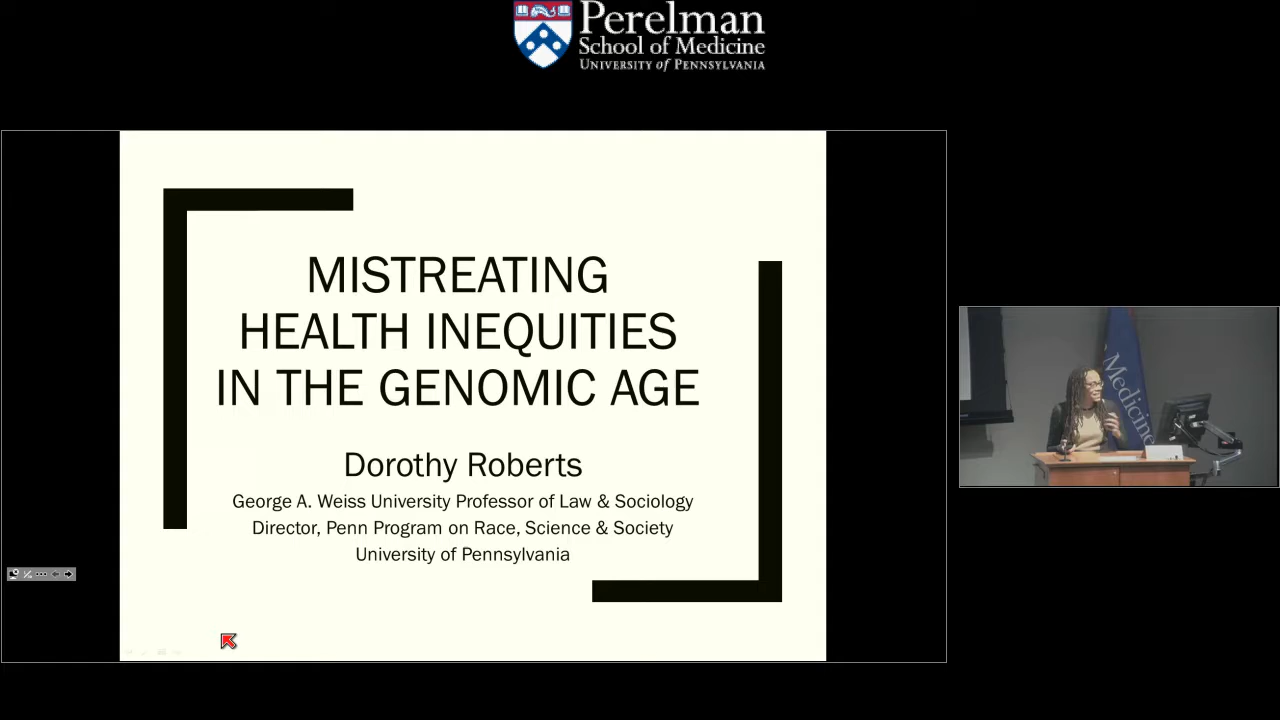 Perelman
School of Medicine
UNIVERSITY of PENNSYLVANIA
MISTREATING
HEALTH INEQUITIES
IN THE GENOMIC AGE
Dorothy Roberts
George A. Weiss University Professor of Law & Sociology
Director, Penn Program on Race, Science & Society
University of Pennsylvania
Medicine